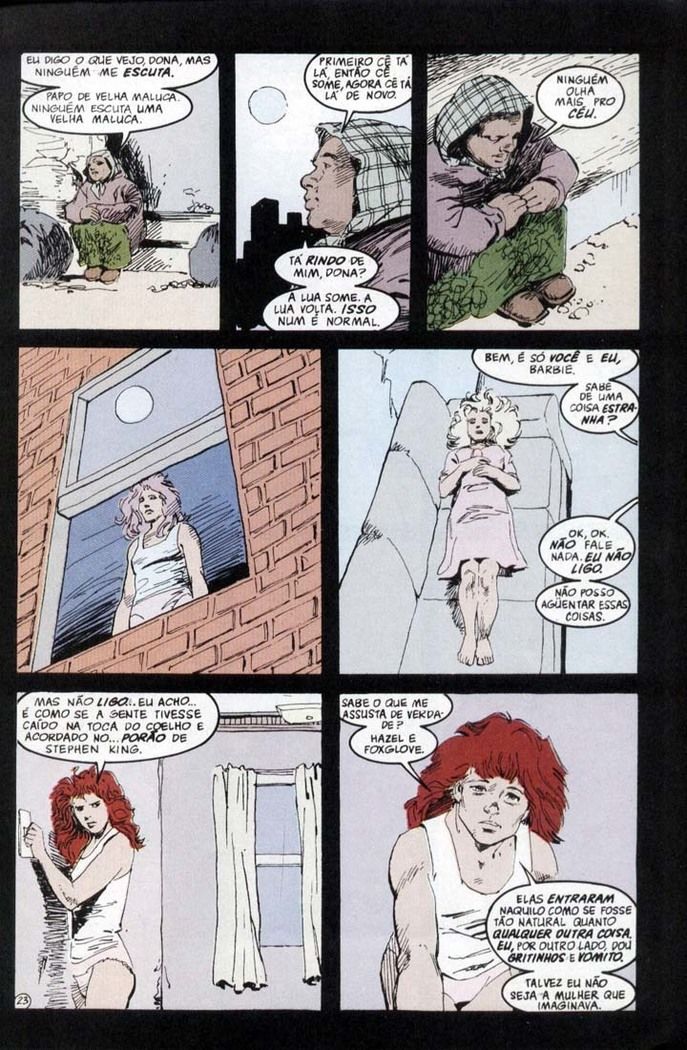 EU DIGO O QUE VEJO, DONA, MAS
NINGUÉM ME ESCUTA.
PAPO DE VELHA MALUCA.
NINGUÉM ESCUTA UMA
VELHA MALUCA.
PRIMEIRO CÊ TÁ
LÁ, ENTÃO CÊ
SOME, AGORA CÊ TÁ
LÁ DE NOVO.
TÁ RINDO DE
MIM, DONA?
A LUA SOME. A
LUA VOLTA. ISSO
NUM É NORMAL.
NINGUÉM
OLHA
MAIS PRO
CÉU.
BEM, É SÓ VOCÊ E EU,
BARBIE.
SABE
DE UMA
COISA ESTRA-
NHA?
OK, OK.
NÃO FALE
NADA. EU NÃO
LIGO.
NÃO POSSO
AGÜENTAR ESSAS
COISAS.
MAS NÃO LIGO... EU ACHO...
É COMO SE A GENTE TIVESSE
CAÍDO NA TOCA DO COELHO E
ACORDADO NO... PORÃO DE
STEPHEN KING.
23
SABE O QUE ME
ASSUSTA DE VERDA-
DE?
HAZEL E
FOXGLOVE.
ELAS ENTRARAM
NAQUILO COMO SE FOSSE
TÃO NATURAL QUANTO
QUALQUER OUTRA COISA.
EU, POR OUTRO LADO, DOU
GRITINHOS E VOMITO.
TALVEZ EU NÃO
SEJA A MULHER QUE
IMAGINAVA.